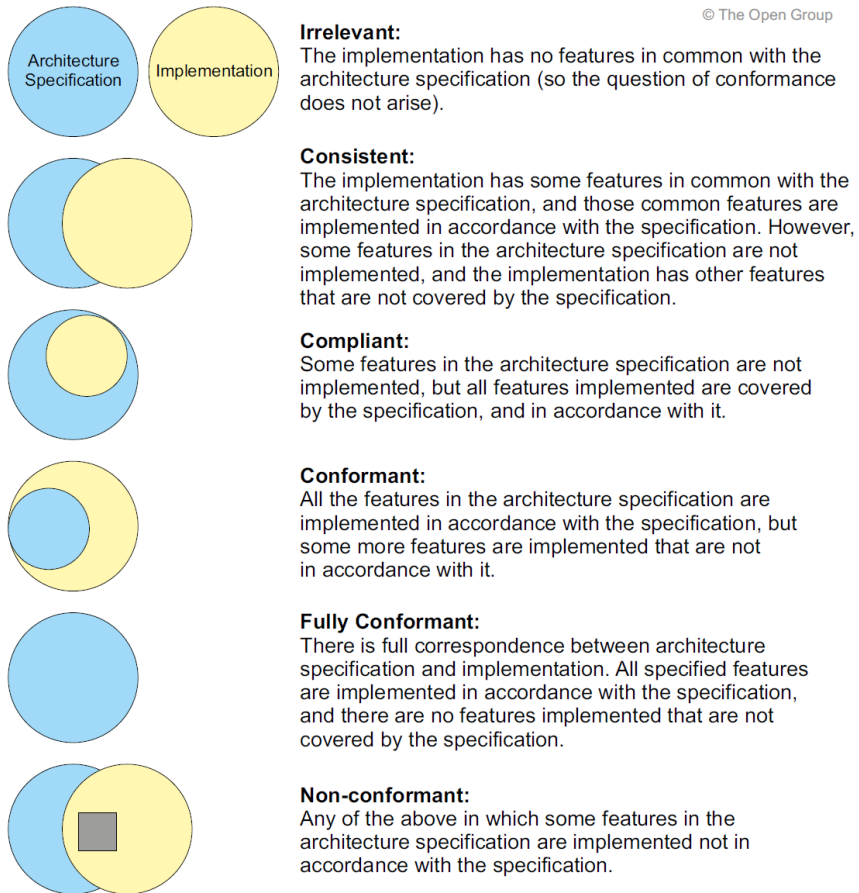 © The Open Group
Architecture
Specification
Implementation
Irrelevant:
The implementation has no features in common with the
architecture specification (so the question of conformance
does not arise).
Consistent:
The implementation has some features in common with the
architecture specification, and those common features are
implemented in accordance with the specification. However,
some features in the architecture specification are not
implemented, and the implementation has other features
that are not covered by the specification.
Compliant:
Some features in the architecture specification are not
implemented, but all features implemented are covered
by the specification, and in accordance with it.
Conformant:
All the features in the architecture specification are
implemented in accordance with the specification, but
some more features are implemented that are not
in accordance with it.
Fully Conformant:
There is full correspondence between architecture
specification and implementation. All specified features
are implemented in accordance with the specification,
and there are no features implemented that are not
covered by the specification.
Non-conformant:
Any of the above in which some features in the
architecture specification are implemented not in
accordance with the specification.